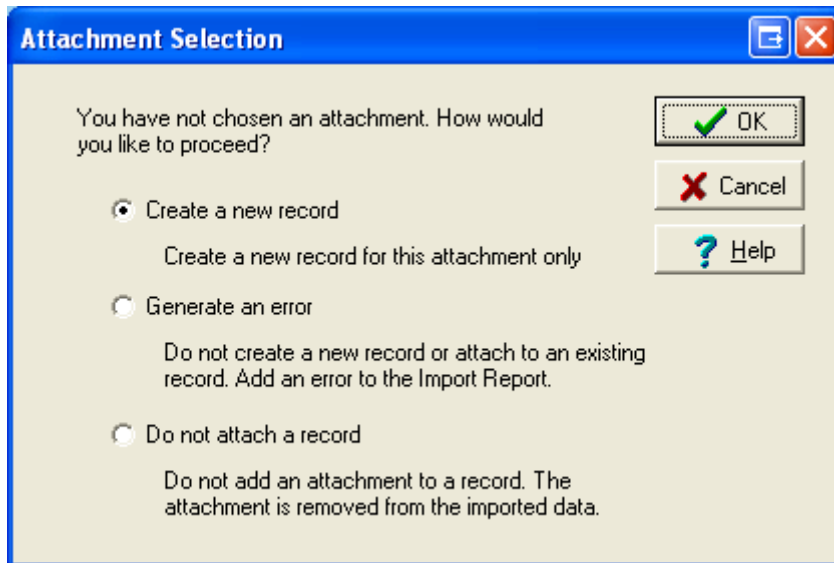 Attachment Selection
You have not chosen an attachment. How would
you like to proceed?
OK
Cancel
Help
Create a new record
Create a new record for this attachment only
Generate an error
Do not create a new record or attach to an existing
record. Add an error to the Import Report.
Do not attach a record
Do not add an attachment to a record. The
attachment is removed from the imported data.